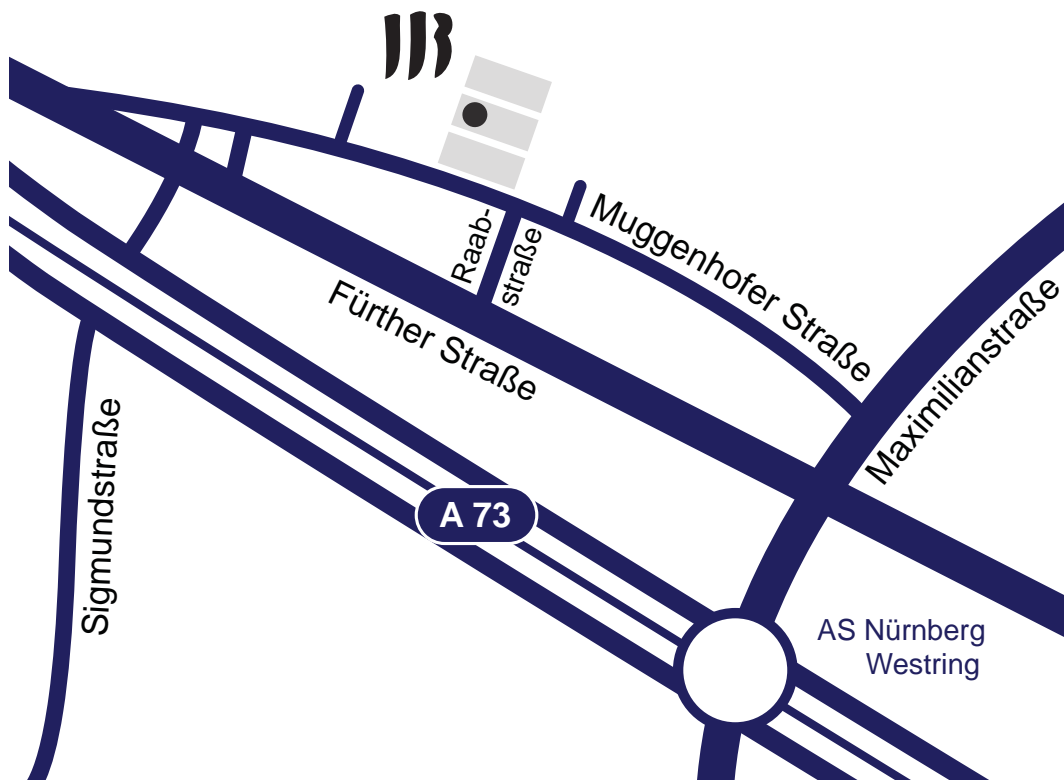 Raab-
straße
Muggenhofer Straße
Fürther Straße
Maximilianstraße
Sigmundstraße
A 73
AS Nürnberg
Westring